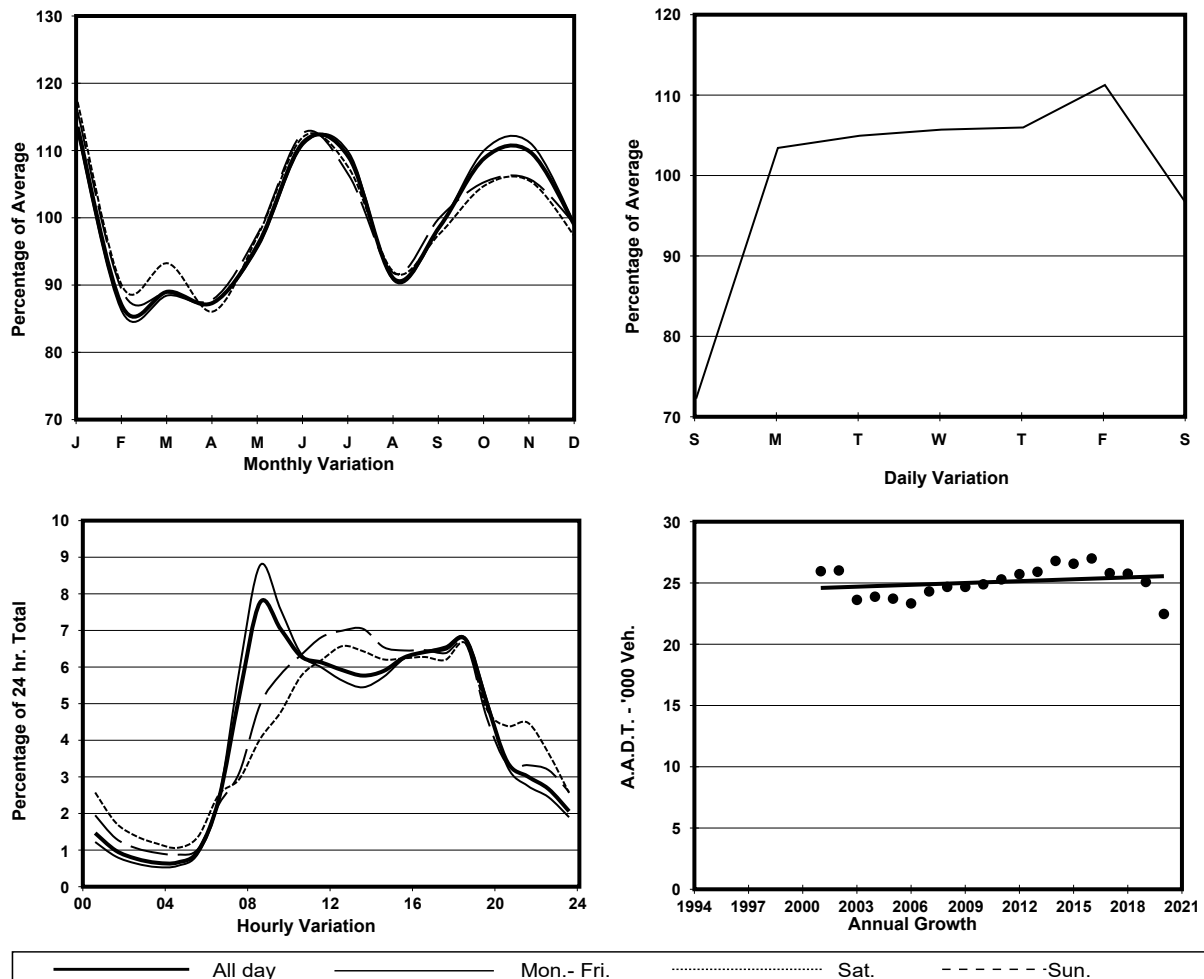 130
120
110
100
90
80
70
Percentage of Average
J F M A M J J A S O N D
Monthly Variation
120
110
100
90
80
70
Percentage of Average
S M T W T F S
Daily Variation
10
9
8
7
6
5
4
3
2
1
0
Percentage of 24 hr. Total
00 04 08 12 16 20 24
Hourly Variation
30
25
20
15
10
5
0
A.A.D.T. - '000 Veh.
1994 1997 2000 2003 2006 2009 2012 2015 2018 2021
Annual Growth
All day Mon.- Fri. Sat. Sun.